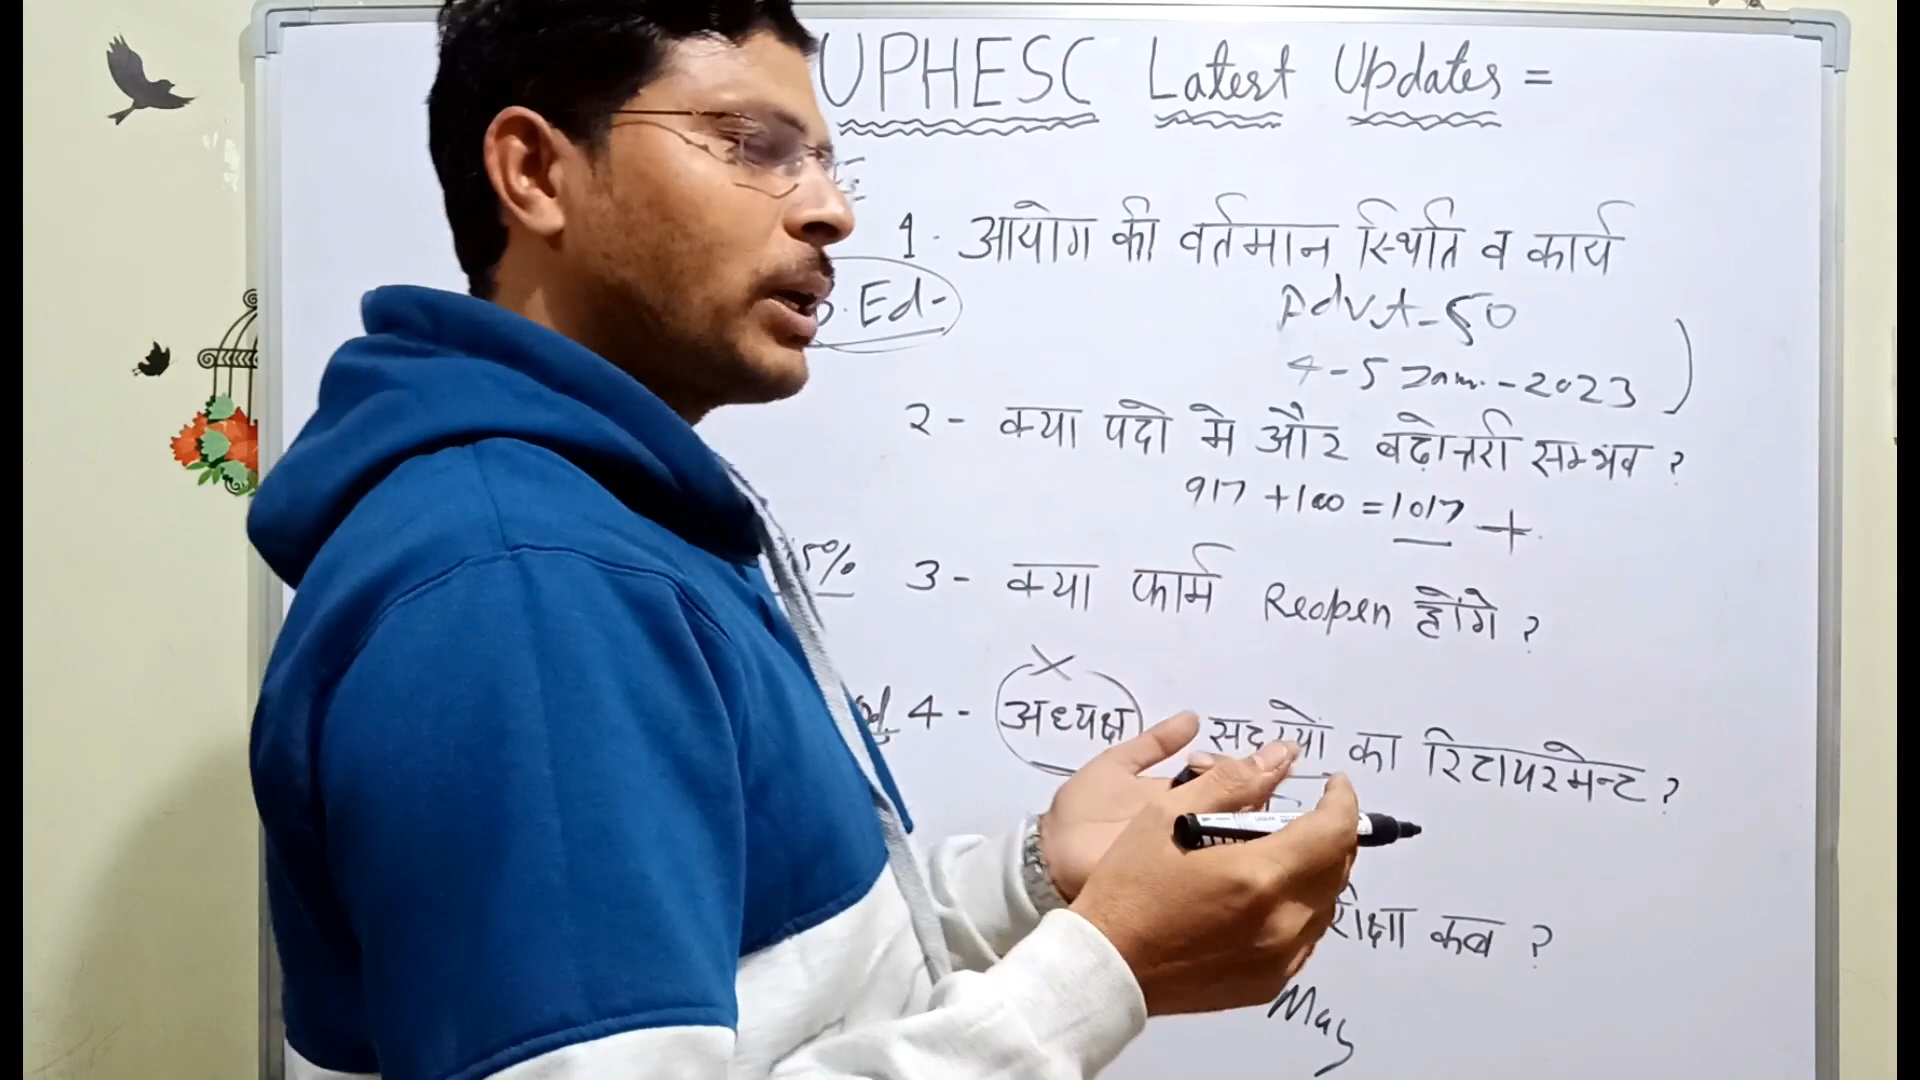 UPHESC Latest Updates =
1. आयोग की वर्तमान स्थिति व कार्य
Ed-
Advt-50
4-5 Jan.-2023
2- क्या पदो मे और बढ़ोत्तरी सम्भव ?
917 +100 =1017 +
5% 3- क्या फार्म Reopen होंगे ?
4- अध्यक्ष सदस्यों का रिटायरमेन्ट ?
कब ?
May